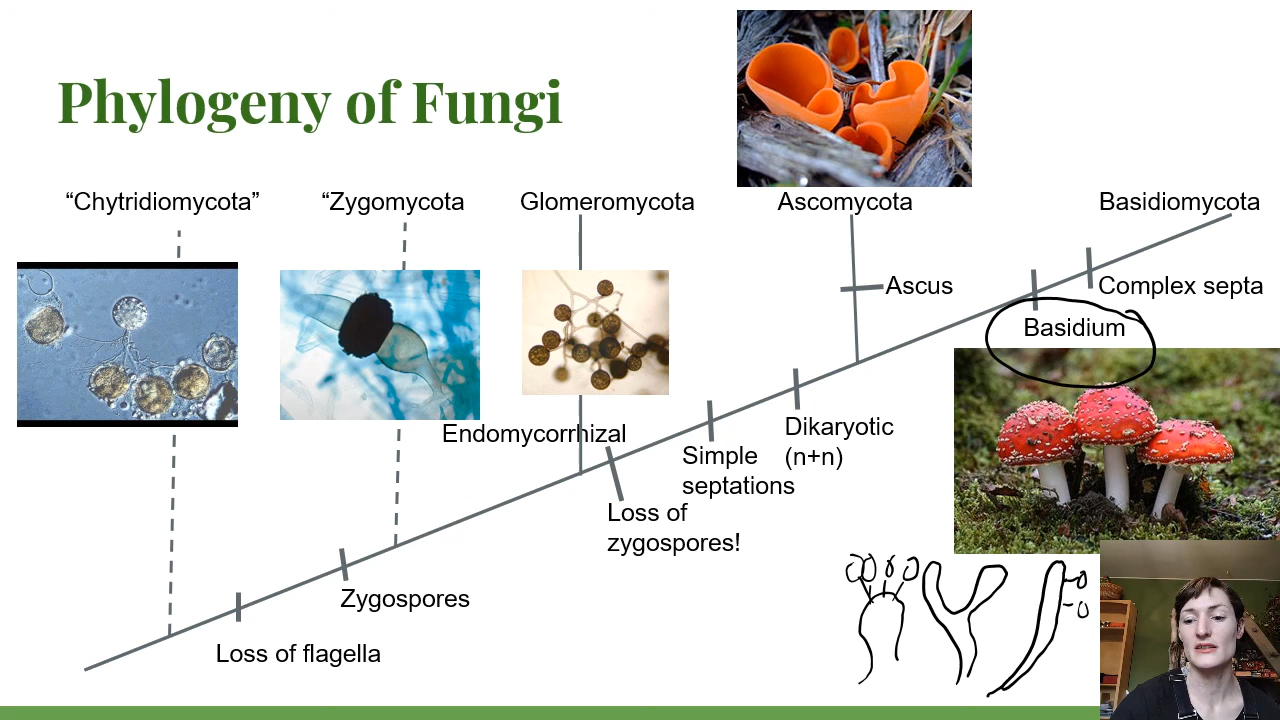 Phylogeny of Fungi
“Chytridiomycota”
“Zygomycota
Glomeromycota
Ascomycota
Basidiomycota
Ascus
Complex septa
Basidium
Endomycorrhizal
Dikaryotic
(n+n)
Simple
septations
Loss of
zygospores!
Zygospores
Loss of flagella